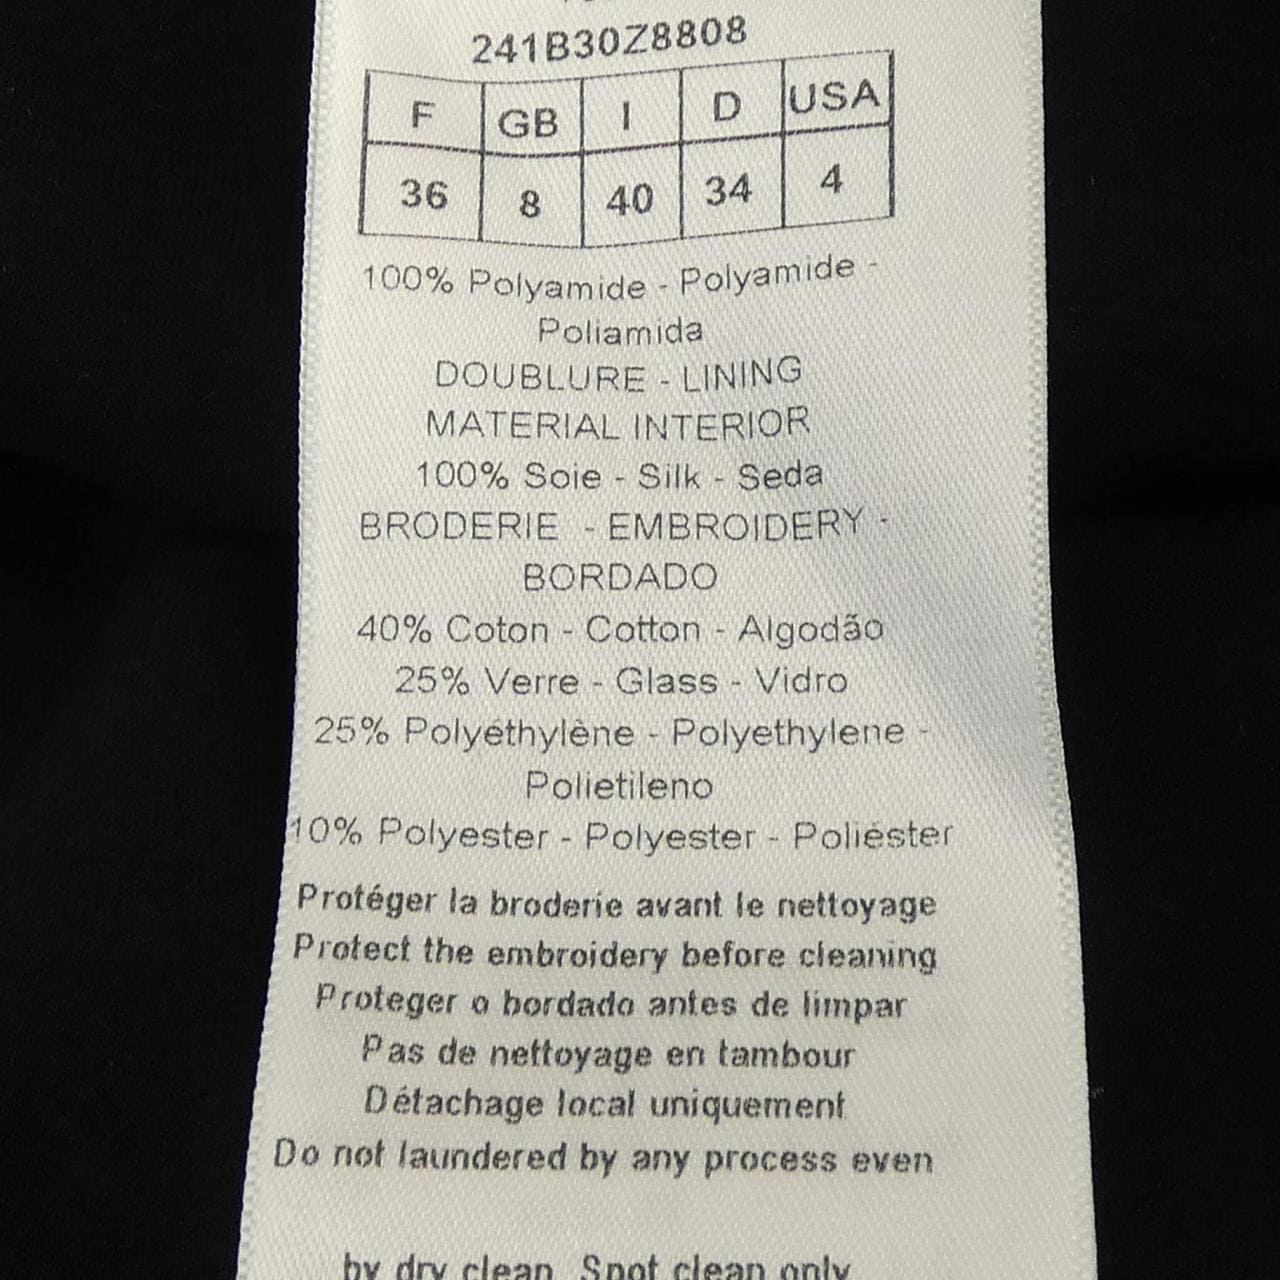 241B30Z8808
F GB I D USA
36 8 40 34 4
100% Polyamide - Polyamide -
Poliamida
DOUBLURE - LINING
MATERIAL INTERIOR
100% Soie - Silk - Seda
BRODERIE - EMBROIDERY -
BORDADO
40% Coton - Cotton - Algodão
25% Verre - Glass - Vidro
25% Polyéthylène - Polyethylene -
Polietileno
10% Polyester - Polyester - Poliéster
Protéger la broderie avant le nettoyage
Protect the embroidery before cleaning
Proteger o bordado antes de limpar
Pas de nettoyage en tambour
Détachage local uniquement
Do not laundered by any process even
by dry clean. Spot clean only